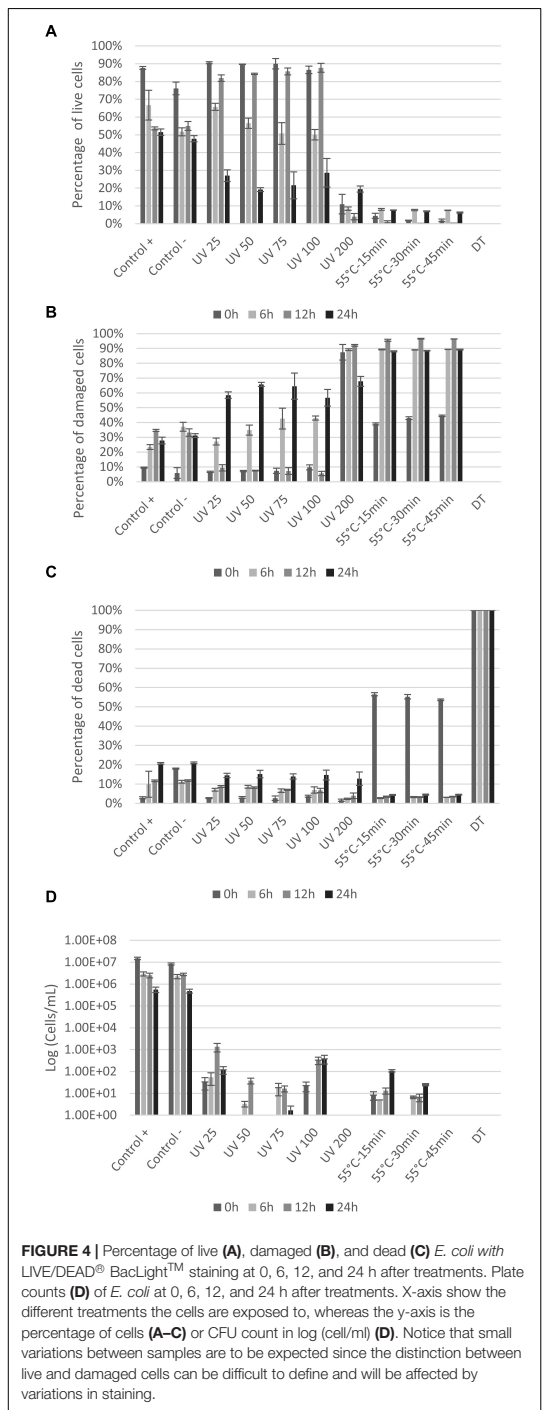 A
Percentage of live cells
100%
90%
80%
70%
60%
50%
40%
30%
20%
10%
0%
Control +
Control -
UV 25
UV 50
UV 75
UV 100
UV 200
55°C-15min
55°C-30min
55°C-45min
DT
0h 6h 12h 24h
B
Percentage of damaged cells
100%
90%
80%
70%
60%
50%
40%
30%
20%
10%
0%
Control +
Control -
UV 25
UV 50
UV 75
UV 100
UV 200
55°C-15min
55°C-30min
55°C-45min
DT
0h 6h 12h 24h
C
Percentage of dead cells
100%
90%
80%
70%
60%
50%
40%
30%
20%
10%
0%
Control +
Control -
UV 25
UV 50
UV 75
UV 100
UV 200
55°C-15min
55°C-30min
55°C-45min
DT
0h 6h 12h 24h
D
Log (Cells/mL)
1.00E+08
1.00E+07
1.00E+06
1.00E+05
1.00E+04
1.00E+03
1.00E+02
1.00E+01
1.00E+00
Control +
Control -
UV 25
UV 50
UV 75
UV 100
UV 200
55°C-15min
55°C-30min
55°C-45min
DT
0h 6h 12h 24h
FIGURE 4 | Percentage of live (A), damaged (B), and dead (C) E. coli with
LIVE/DEAD® BacLight™ staining at 0, 6, 12, and 24 h after treatments. Plate
counts (D) of E. coli at 0, 6, 12, and 24 h after treatments. X-axis show the
different treatments the cells are exposed to, whereas the y-axis is the
percentage of cells (A–C) or CFU count in log (cell/ml) (D). Notice that small
variations between samples are to be expected since the distinction between
live and damaged cells can be difficult to define and will be affected by
variations in staining.